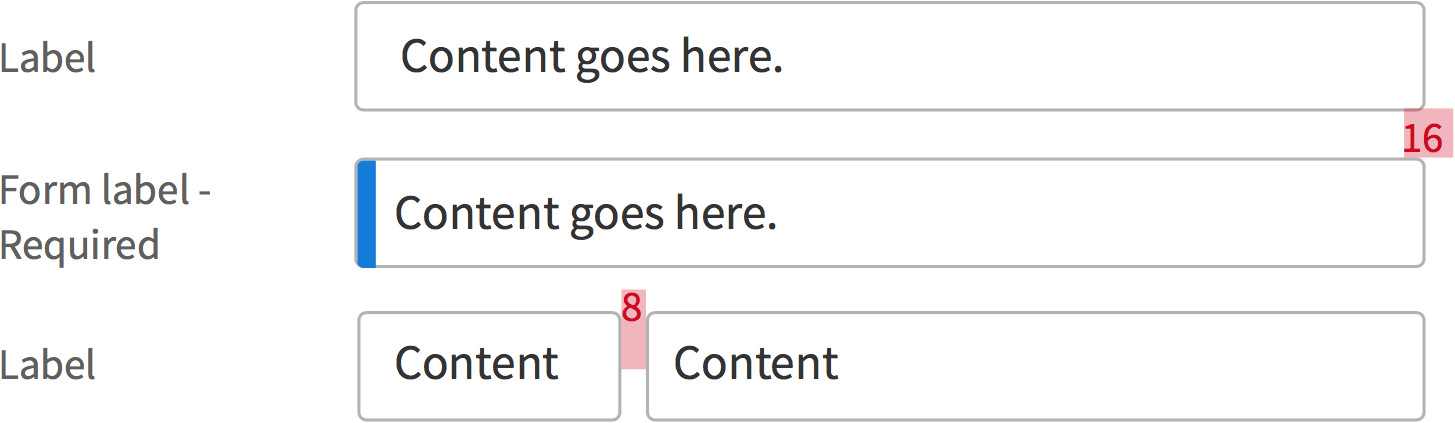 Label
Content goes here.
16
Form label -
Required
Content goes here.
8
Label
Content
Content